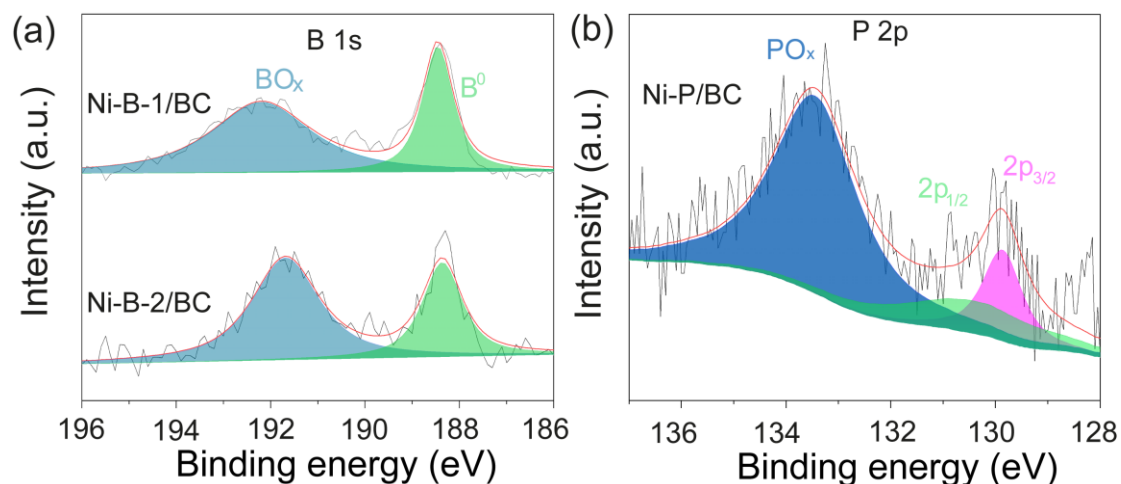 (a)
B 1s
BOₓ
B⁰
Ni-B-1/BC
Ni-B-2/BC
Intensity (a.u.)
196 194 192 190 188 186
Binding energy (eV)
(b)
P 2p
POₓ
Ni-P/BC
2p₁/₂
2p₃/₂
Intensity (a.u.)
136 134 132 130 128
Binding energy (eV)